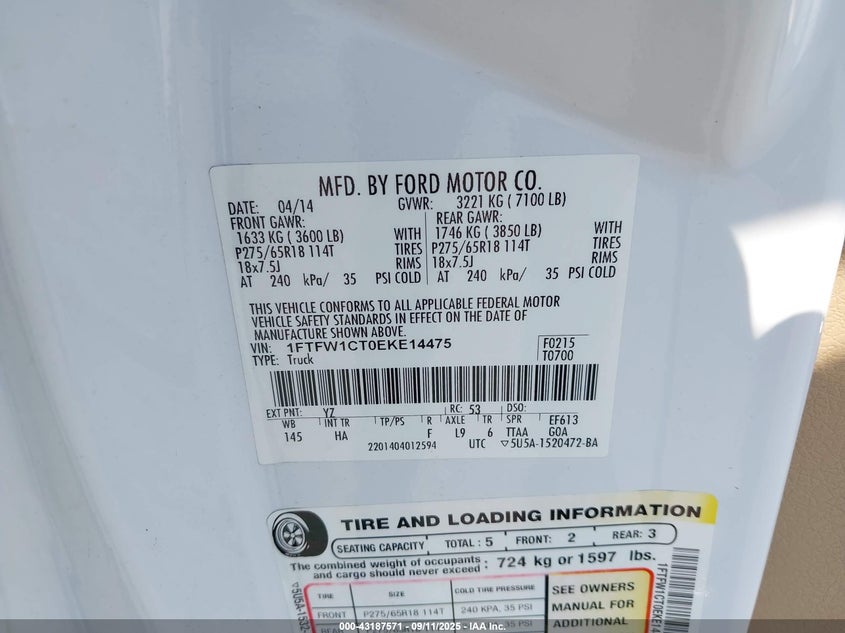 MFD. BY FORD MOTOR CO.
DATE: 04/14 GVWR: 3221 KG ( 7100 LB)
FRONT GAWR: REAR GAWR:
1633 KG ( 3600 LB) WITH 1746 KG ( 3850 LB) WITH
P275/65R18 114T TIRES P275/65R18 114T TIRES
18x7.5J RIMS 18x7.5J RIMS
AT 240 kPa/ 35 PSI COLD AT 240 kPa/ 35 PSI COLD
THIS VEHICLE CONFORMS TO ALL APPLICABLE FEDERAL MOTOR
VEHICLE SAFETY STANDARDS IN EFFECT ON THE DATE OF
MANUFACTURE SHOWN ABOVE.
VIN: 1FTFW1CT0EKE14475 F0215
TYPE: Truck T0700
EXT PNT: YZ RC: 53 DSO:
WB INT TR TP/PS R AXLE TR SPR EF613
145 HA F L9 6 TTAA GOA
2201404012594 UTC ▽5U5A-1520472-BA
TIRE AND LOADING INFORMATION
SEATING CAPACITY TOTAL : 5 FRONT: 2 REAR: 3
The combined weight of occupants and cargo should never exceed : 724 kg or 1597 lbs.
TIRE SIZE COLD TIRE PRESSURE SEE OWNERS
FRONT P275/65R18 114T 240 KPA, 35 PSI MANUAL FOR
ADDITIONAL
000-43187571 - 09/11/2025 - IAA Inc.